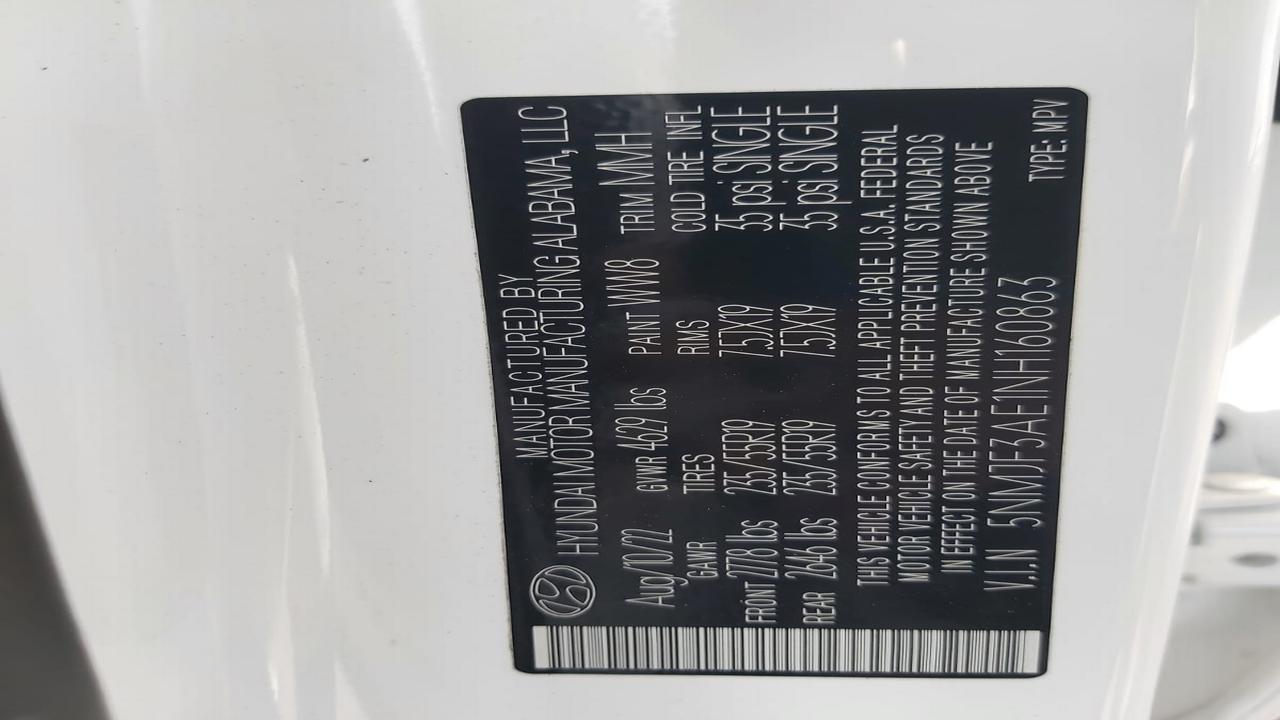 MANUFACTURED BY
HYUNDAI MOTOR MANUFACTURING ALABAMA, LLC
Aug/10/22 GVWR 4629 lbs PAINT WW8 TRIM MMH
GAWR TIRES RIMS COLD TIRE INFL
FRONT 2778 lbs 235/55R19 7.5JX19 35 psi SINGLE
REAR 2646 lbs 235/55R19 7.5JX19 35 psi SINGLE
THIS VEHICLE CONFORMS TO ALL APPLICABLE U.S.A. FEDERAL
MOTOR VEHICLE SAFETY AND THEFT PREVENTION STANDARDS
IN EFFECT ON THE DATE OF MANUFACTURE SHOWN ABOVE
V.I.N 5NMJF3AE1NH160863 TYPE: MPV